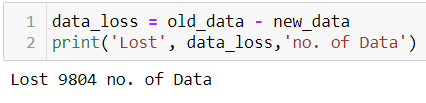 1 data_loss = old_data - new_data
2 print('Lost', data_loss,'no. of Data')
Lost 9804 no. of Data